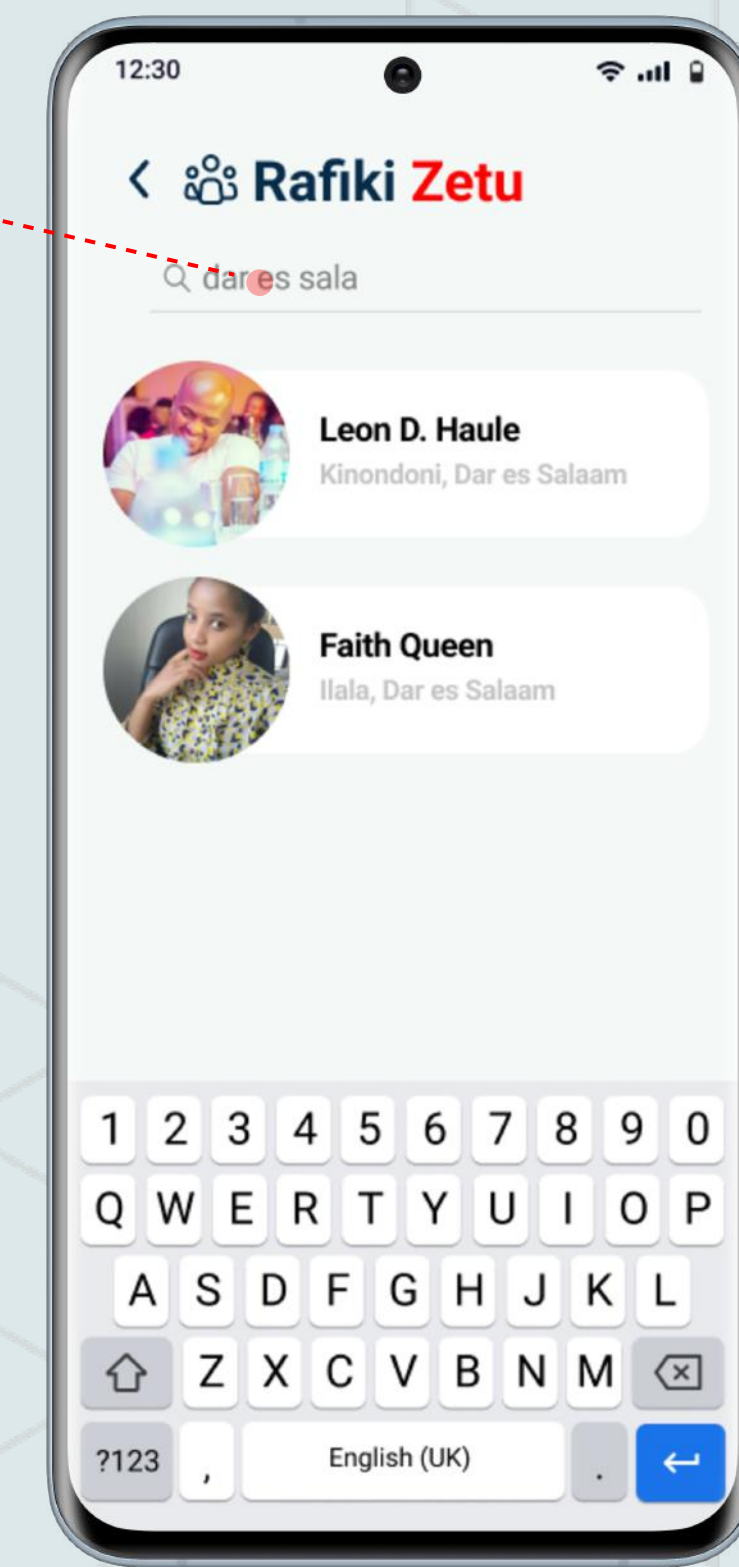 12:30
Rafiki Zetu
dar es sala
Leon D. Haule
Kinondoni, Dar es Salaam
Faith Queen
Ilala, Dar es Salaam
1 2 3 4 5 6 7 8 9 0
Q W E R T Y U I O P
A S D F G H J K L
Z X C V B N M
?123 , English (UK) .